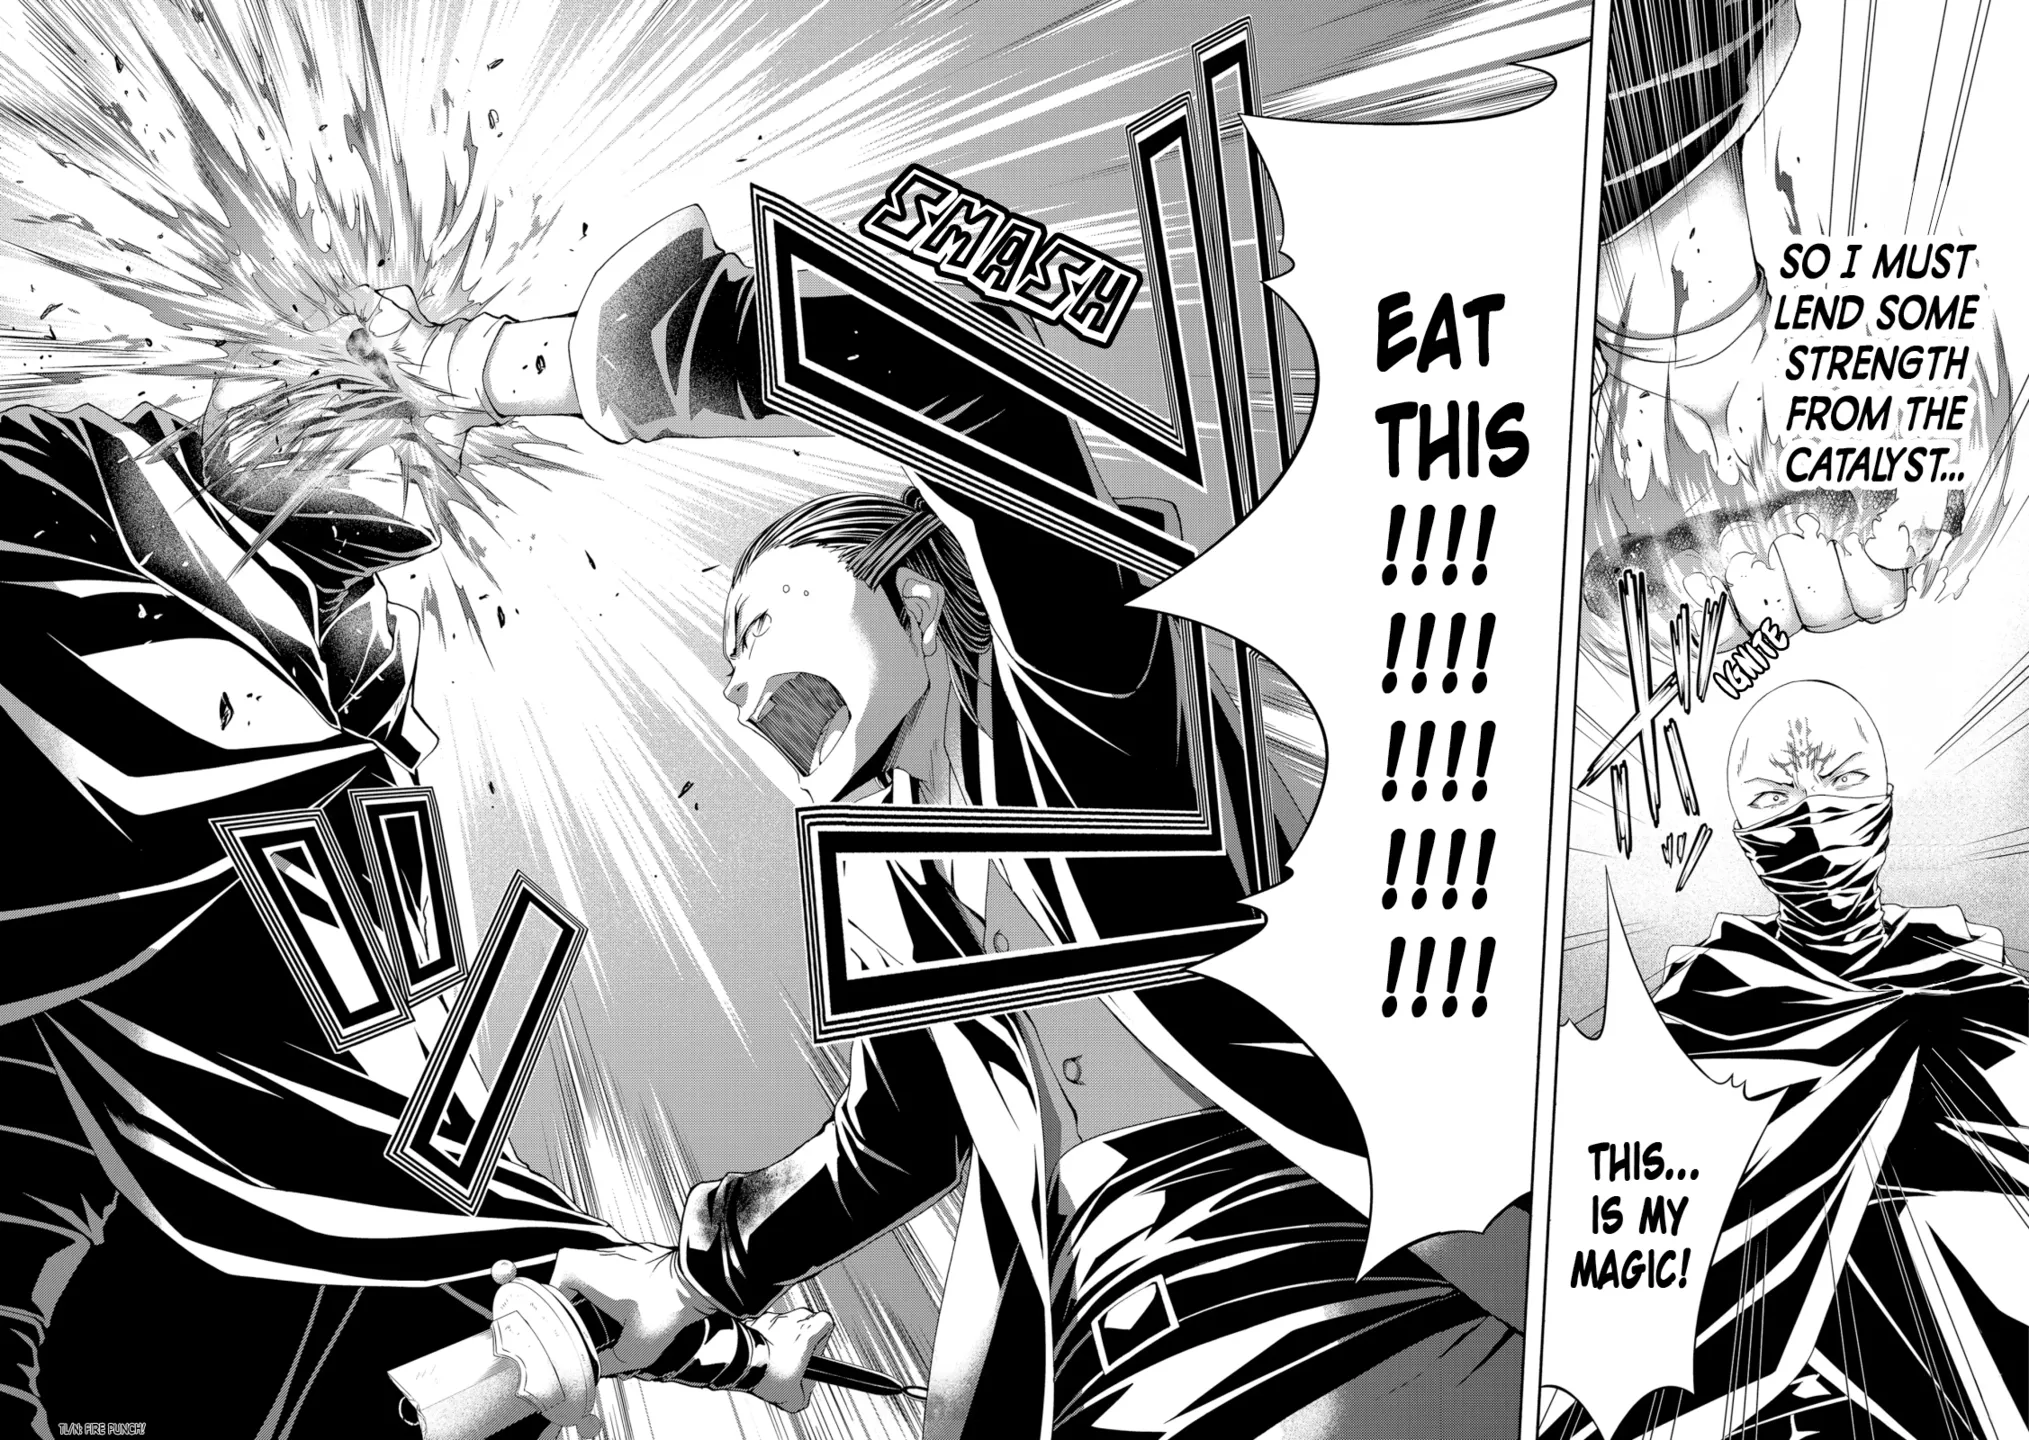 SO I MUST
LEND SOME
STRENGTH
FROM THE
CATALYST...
IGNITE
THIS...
IS MY
MAGIC!
EAT
THIS
!!!!
!!!!
!!!!
!!!!
!!!!
SMASH
TL/N: FIRE PUNCH!